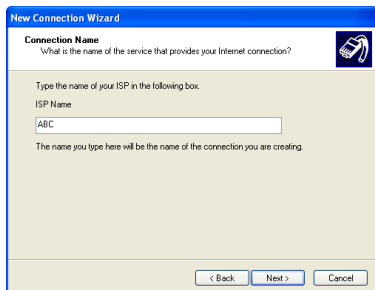 New Connection Wizard
Connection Name
What is the name of the service that provides your Internet connection?
Type the name of your ISP in the following box.
ISP Name
ABC
The name you type here will be the name of the connection you are creating.
< Back Next > Cancel